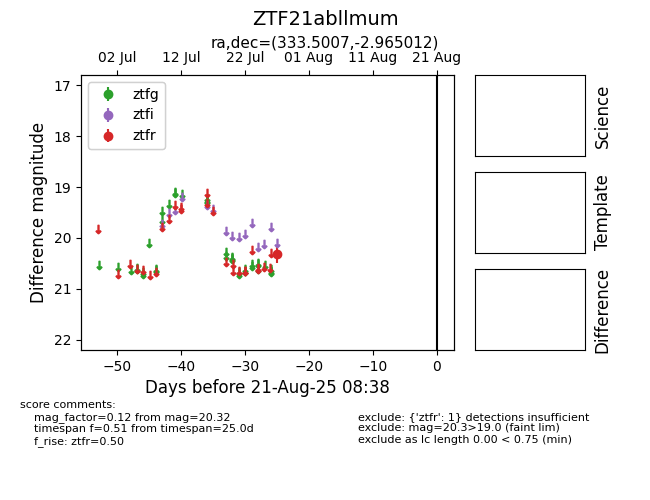 ZTF21abllmum
ra,dec=(333.5007,-2.965012)
02 Jul 12 Jul 22 Jul 01 Aug 11 Aug 21 Aug
ztfg
ztfi
ztfr
17
18
19
20
21
22
Difference magnitude
−50 −40 −30 −20 −10 0
Days before 21-Aug-25 08:38
Science
Template
Difference
score comments:
mag_factor=0.12 from mag=20.32
timespan f=0.51 from timespan=25.0d
f_rise: ztfr=0.50
exclude: {'ztfr': 1} detections insufficient
exclude: mag=20.3>19.0 (faint lim)
exclude as lc length 0.00 < 0.75 (min)